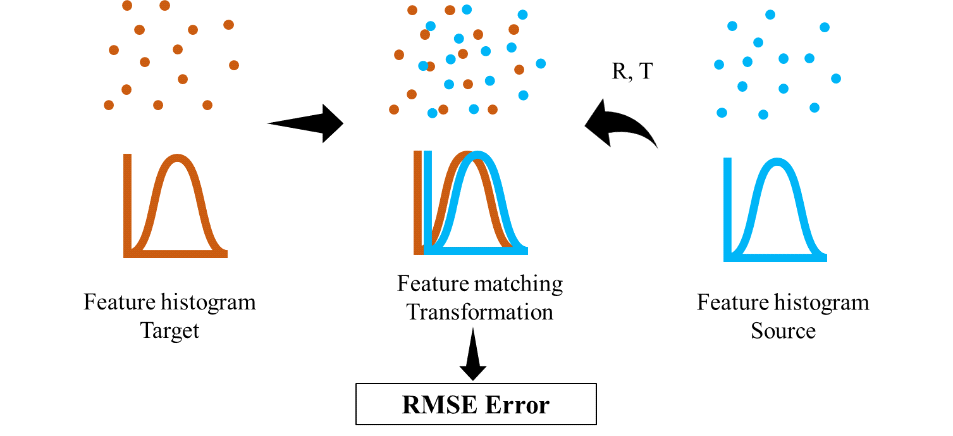 R, T
Feature histogram
Target
Feature matching
Transformation
Feature histogram
Source
RMSE Error